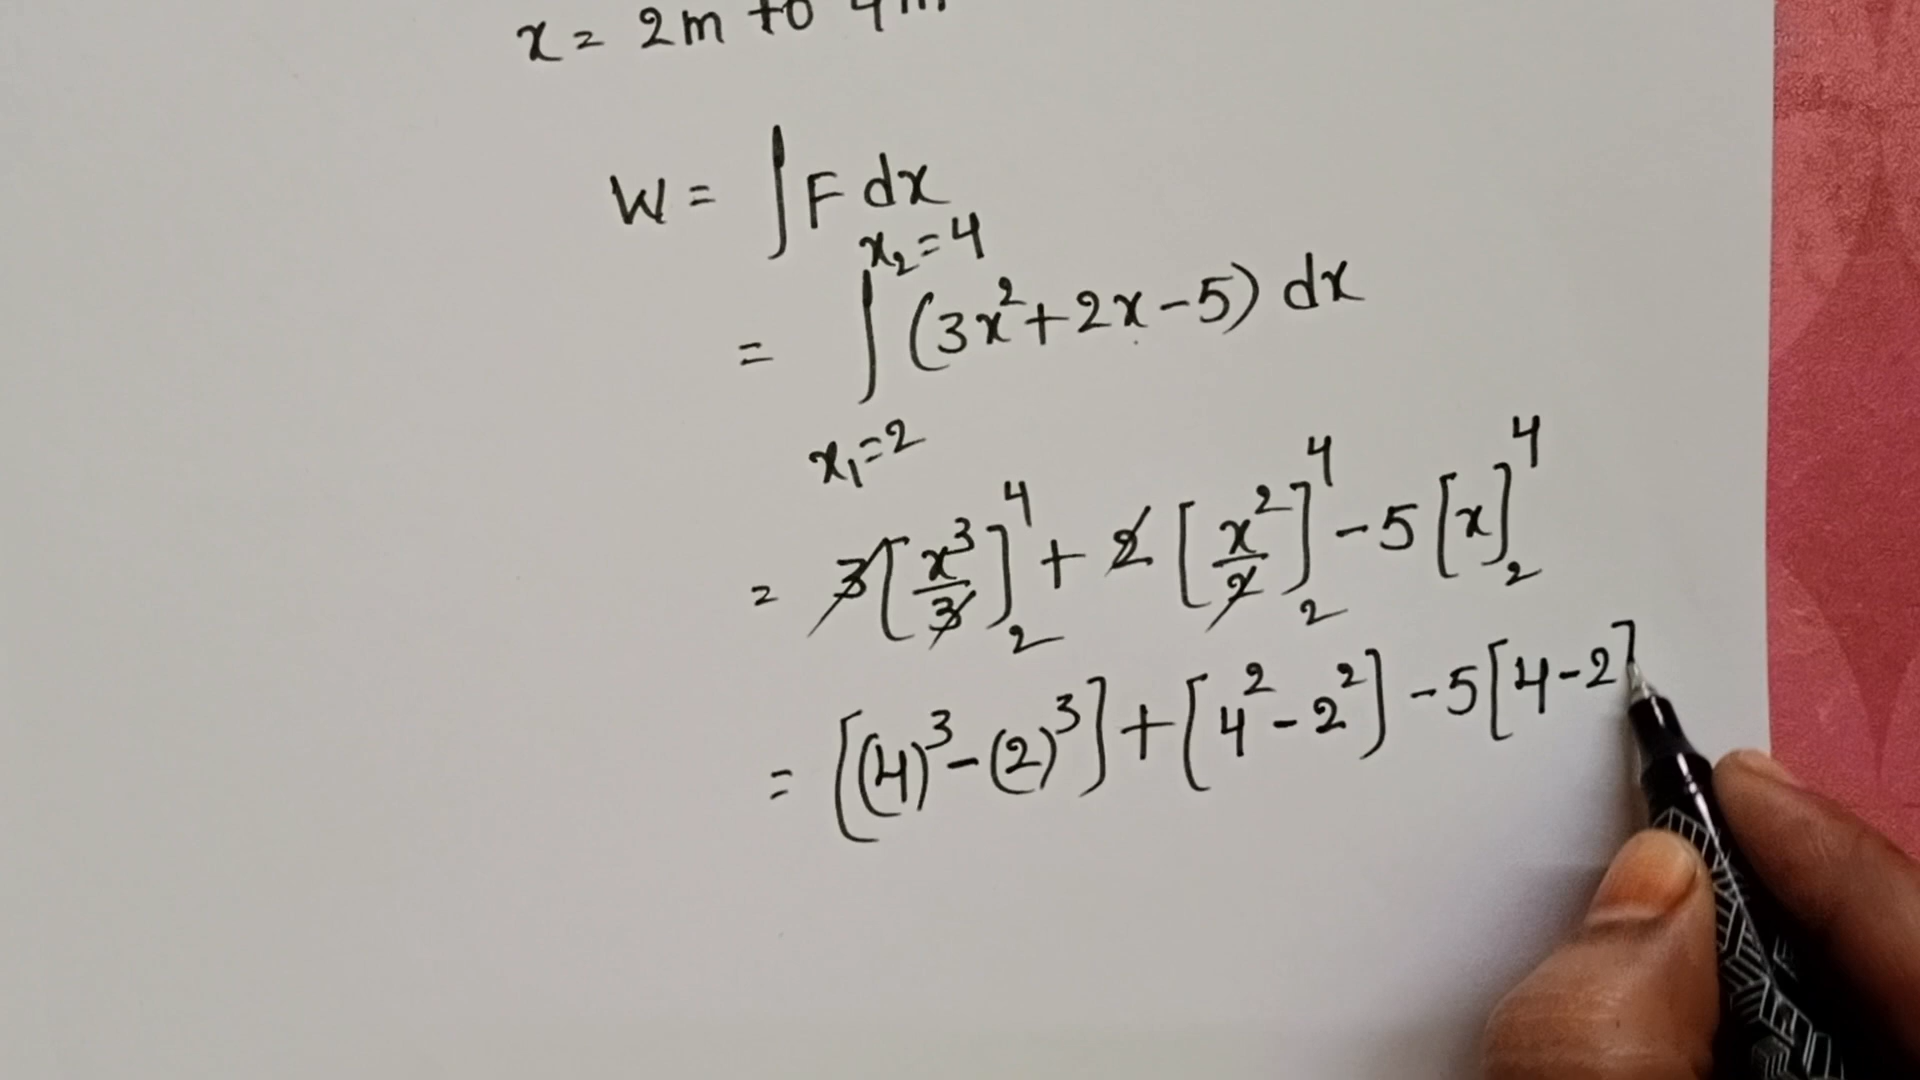 x = 2m to 4m
W = ∫ F dx
= ∫_{x₁=2}^{x₂=4} (3x² + 2x - 5) dx
= 3[x³/3]₂⁴ + 2[x²/2]₂⁴ - 5[x]₂⁴
= [(4)³ - (2)³] + [4² - 2²] - 5[4 - 2]